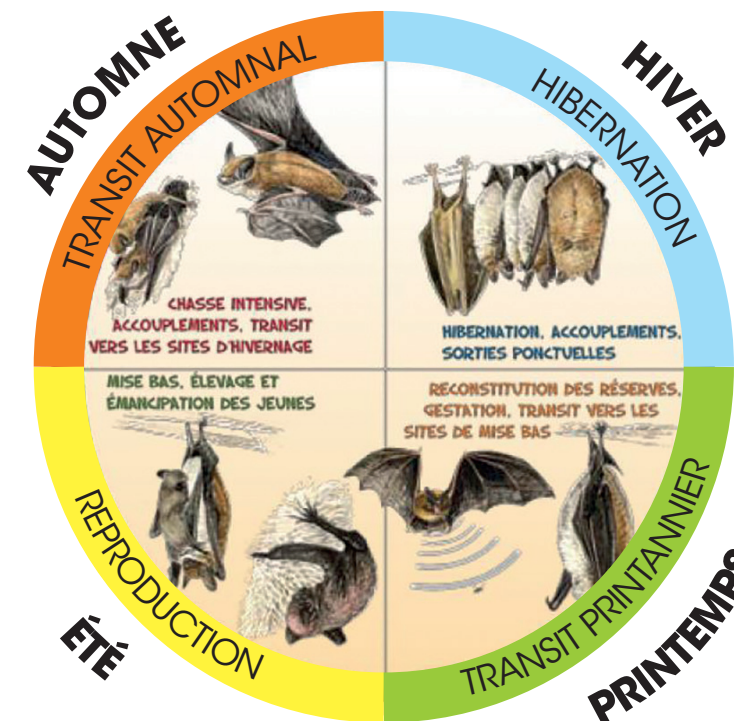 AUTOMNE
TRANSIT AUTOMNAL
HIVER
HIBERNATION
CHASSE INTENSIVE,
ACCOUPLEMENTS, TRANSIT
VERS LES SITES D'HIVERNAGE
HIBERNATION, ACCOUPLEMENTS,
SORTIES PONCTUELLES
MISE BAS, ÉLEVAGE ET
ÉMANCIPATION DES JEUNES
RECONSTITUTION DES RÉSERVES,
GESTATION, TRANSIT VERS LES
SITES DE MISE BAS
REPRODUCTION
ÉTÉ
TRANSIT PRINTANNIER
PRINTEMPS